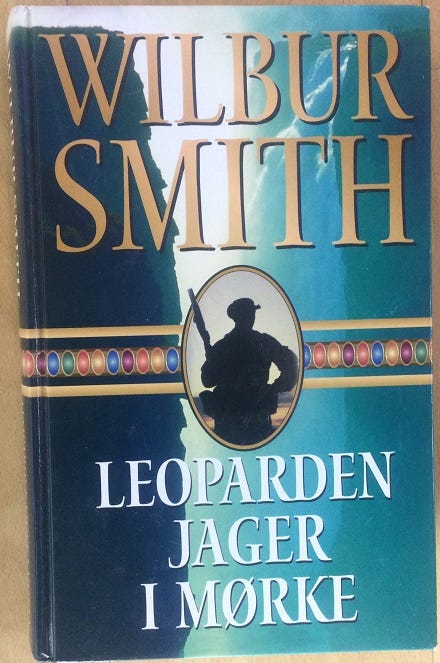 WILBUR
SMITH
LEOPARDEN
JAGER
I MØRKE